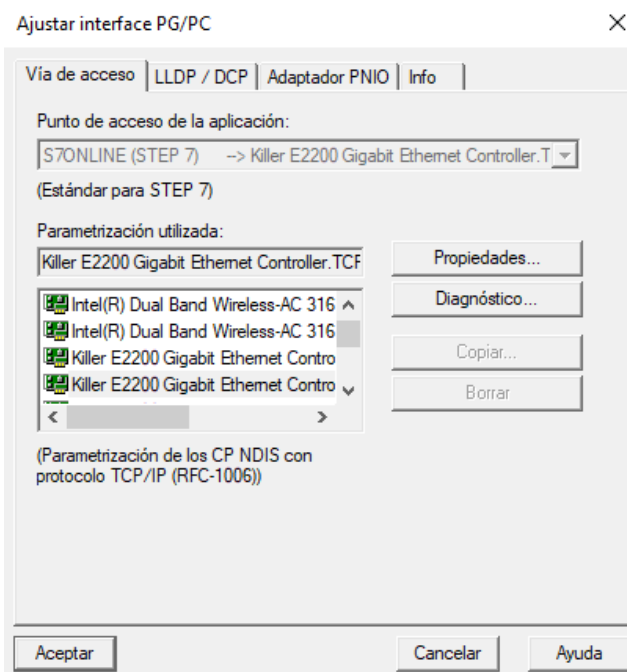 Ajustar interface PG/PC
Vía de acceso LLDP / DCP Adaptador PNIO Info
Punto de acceso de la aplicación:
S7ONLINE (STEP 7) --> Killer E2200 Gigabit Ethernet Controller.T
(Estándar para STEP 7)
Parametrización utilizada:
Killer E2200 Gigabit Ethernet Controller.TCF
Propiedades...
Intel(R) Dual Band Wireless-AC 316
Diagnóstico...
Intel(R) Dual Band Wireless-AC 316
Killer E2200 Gigabit Ethernet Contro
Copiar...
Killer E2200 Gigabit Ethernet Contro
Borrar
(Parametrización de los CP NDIS con
protocolo TCP/IP (RFC-1006))
Aceptar Cancelar Ayuda